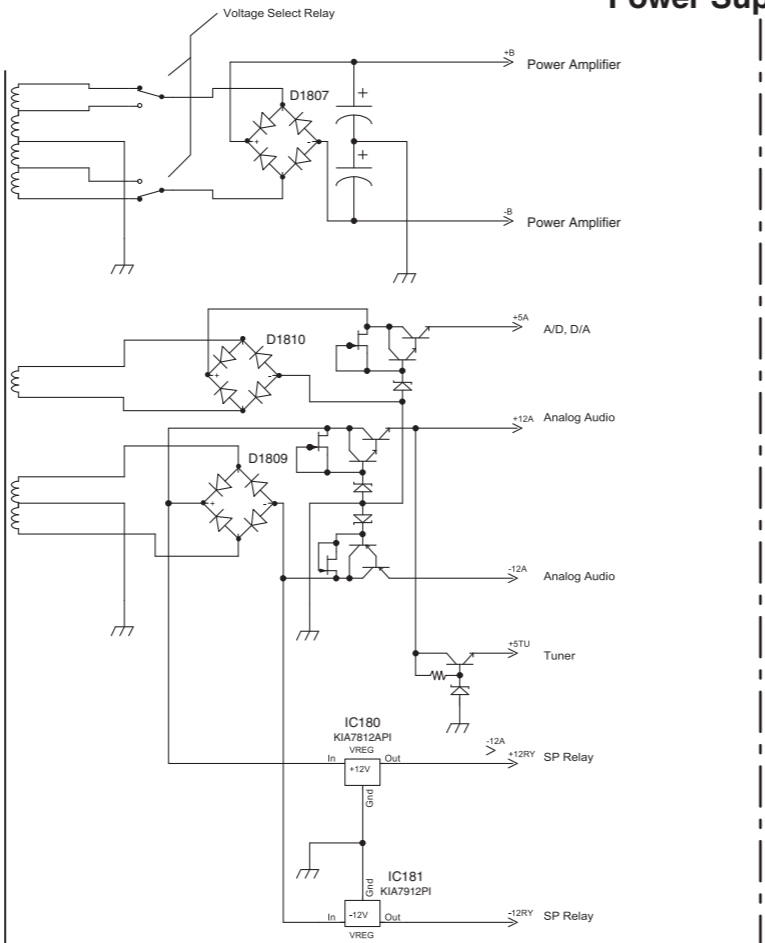 Power Sup
Voltage Select Relay
+B
Power Amplifier
D1807
+
+
+
-
-B
Power Amplifier
+5A
A/D, D/A
D1810
+
-
+12A
Analog Audio
D1809
+
-
-12A
Analog Audio
+5TU
Tuner
IC180
KIA7812API
VREG
-12A
In
+12V
Out
+12RY
SP Relay
Gnd
IC181
KIA7912PI
Gnd
In
-12V
Out
-12RY
SP Relay
VREG